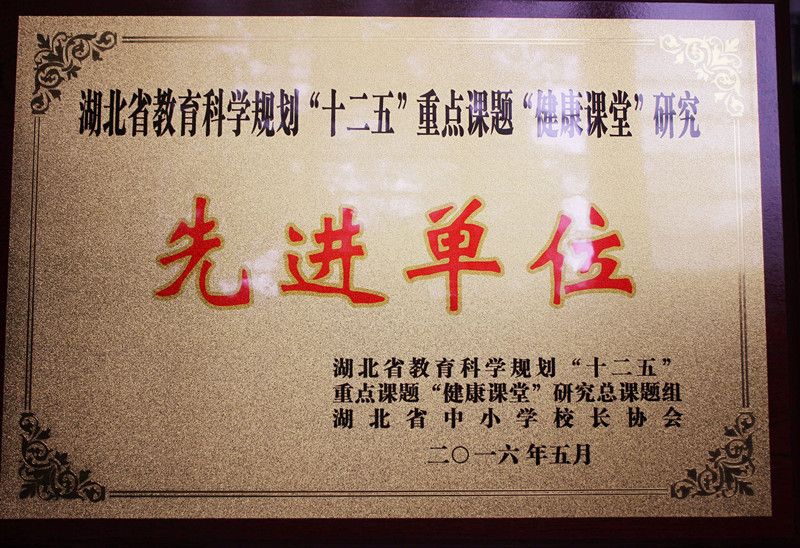 湖北省教育科学规划“十二五”重点课题“健康课堂”研究
先进单位
湖北省教育科学规划“十二五”
重点课题“健康课堂”研究总课题组
湖北省中小学校长协会
二〇一六年五月